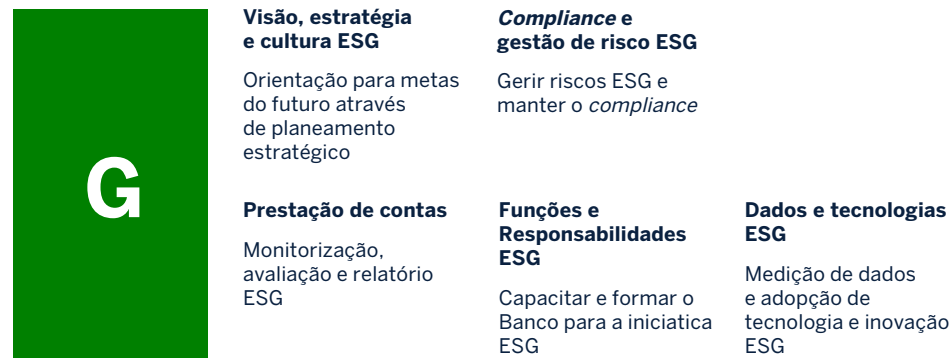 G
Visão, estratégia
e cultura ESG
Orientação para metas
do futuro através
de planeamento
estratégico
Compliance e
gestão de risco ESG
Gerir riscos ESG e
manter o compliance
Prestação de contas
Monitorização,
avaliação e relatório
ESG
Funções e
Responsabilidades
ESG
Capacitar e formar o
Banco para a iniciatica
ESG
Dados e tecnologias
ESG
Medição de dados
e adopção de
tecnologia e inovação
ESG